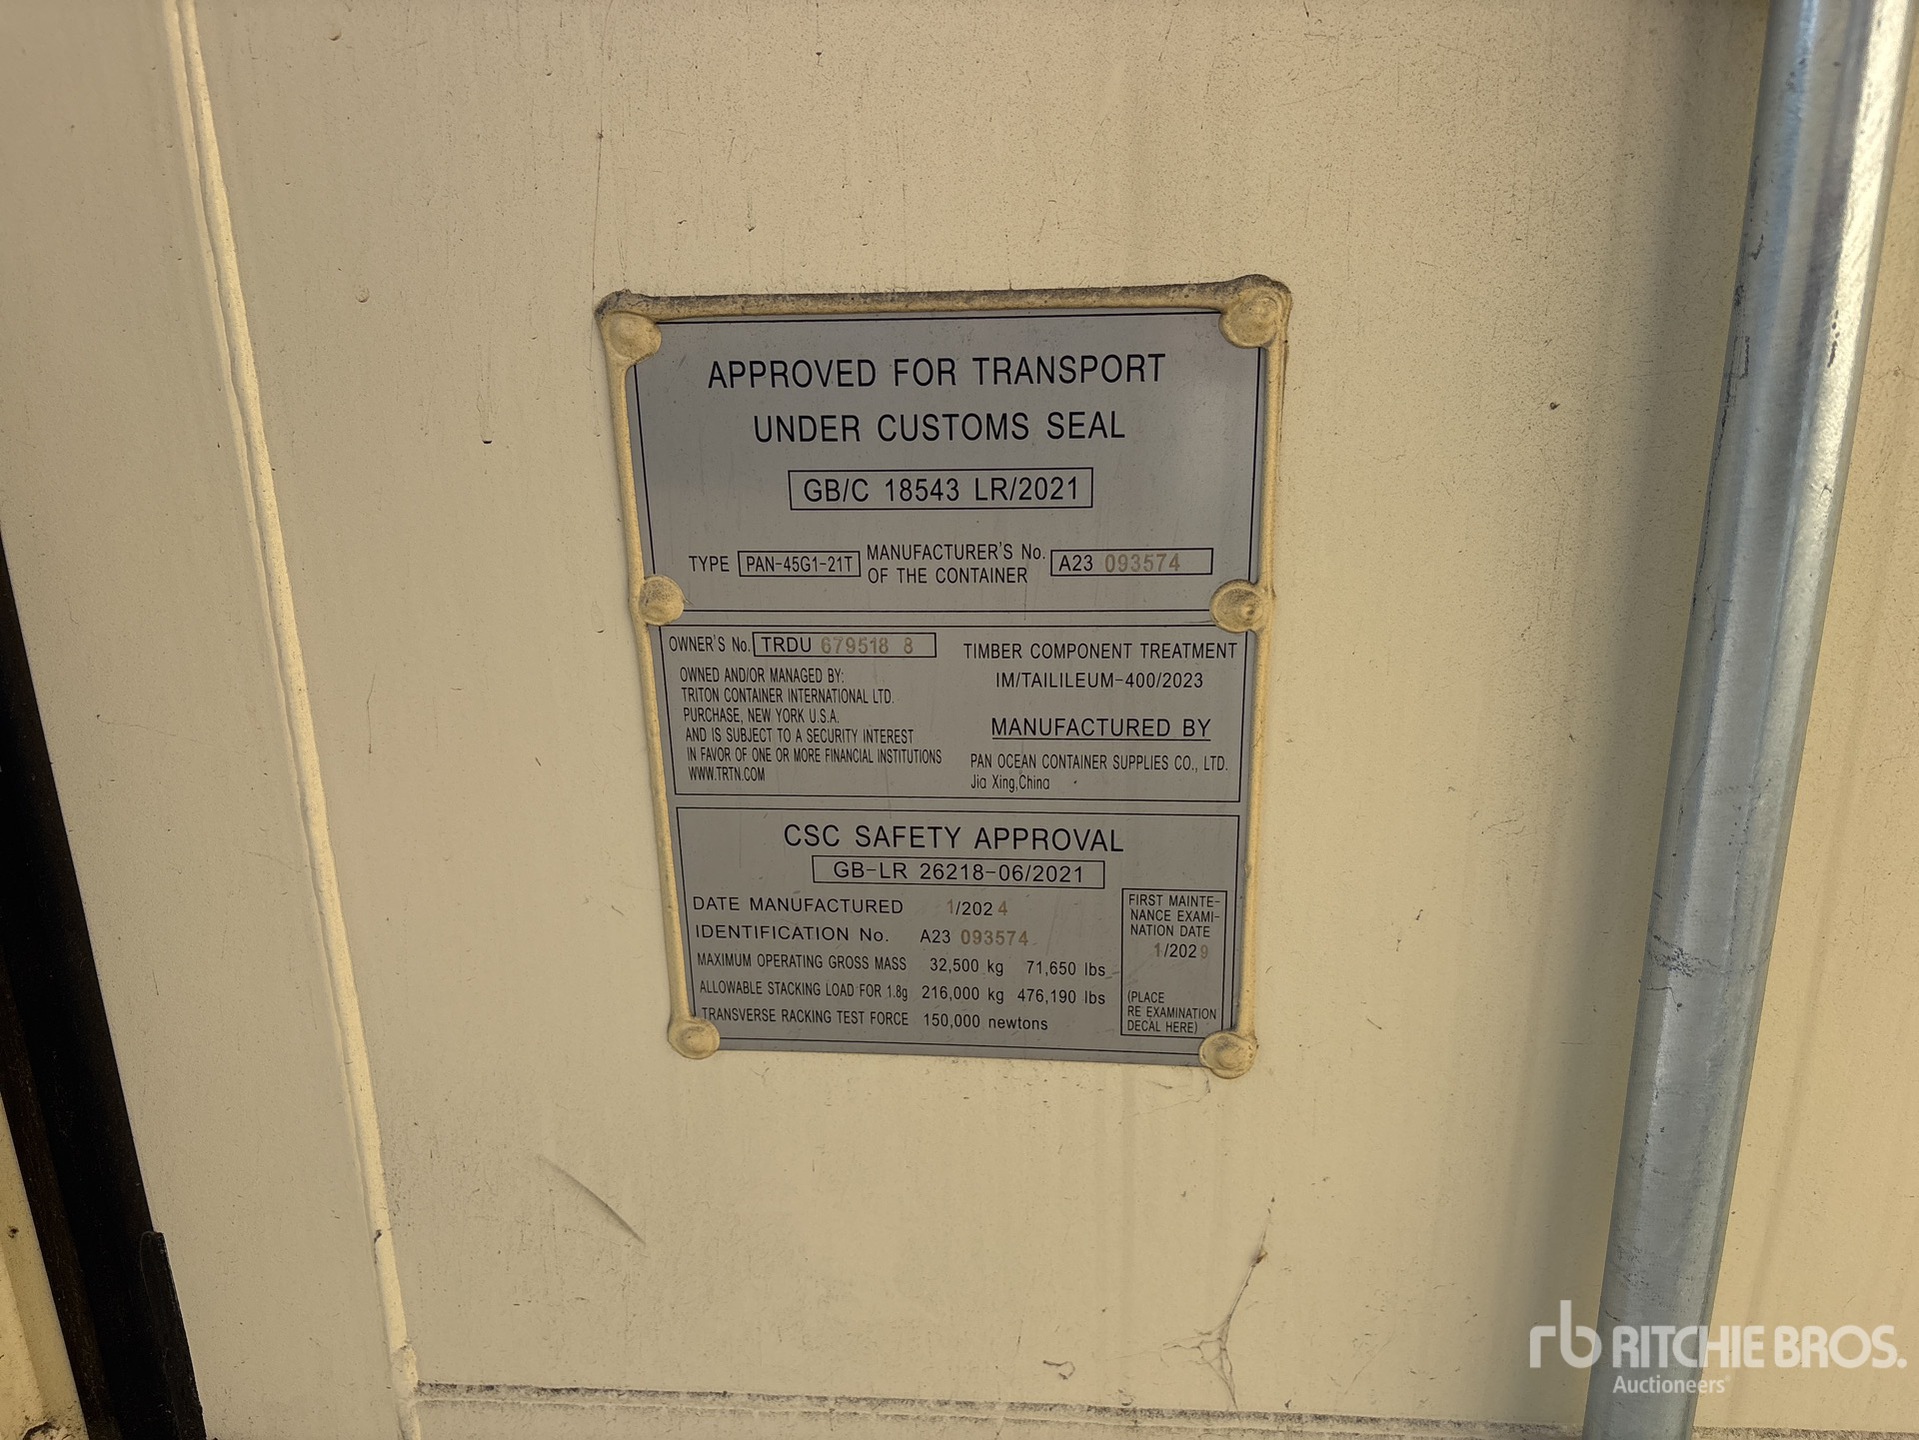 APPROVED FOR TRANSPORT
UNDER CUSTOMS SEAL
GB/C 18543 LR/2021
TYPE PAN-45G1-21T MANUFACTURER'S No. OF THE CONTAINER A23 093574
OWNER'S No. TRDU 679518 8
OWNED AND/OR MANAGED BY:
TRITON CONTAINER INTERNATIONAL LTD.
PURCHASE, NEW YORK U.S.A.
AND IS SUBJECT TO A SECURITY INTEREST
IN FAVOR OF ONE OR MORE FINANCIAL INSTITUTIONS
WWW.TRTN.COM
TIMBER COMPONENT TREATMENT
IM/TAILILEUM-400/2023
MANUFACTURED BY
PAN OCEAN CONTAINER SUPPLIES CO., LTD.
Jia Xing,China
CSC SAFETY APPROVAL
GB-LR 26218-06/2021
DATE MANUFACTURED 1/2024
IDENTIFICATION No. A23 093574
MAXIMUM OPERATING GROSS MASS 32,500 kg 71,650 lbs
ALLOWABLE STACKING LOAD FOR 1.8g 216,000 kg 476,190 lbs
TRANSVERSE RACKING TEST FORCE 150,000 newtons
FIRST MAINTE-
NANCE EXAMI-
NATION DATE
1/2029
(PLACE
RE EXAMINATION
DECAL HERE)
rb RITCHIE BROS.
Auctioneers